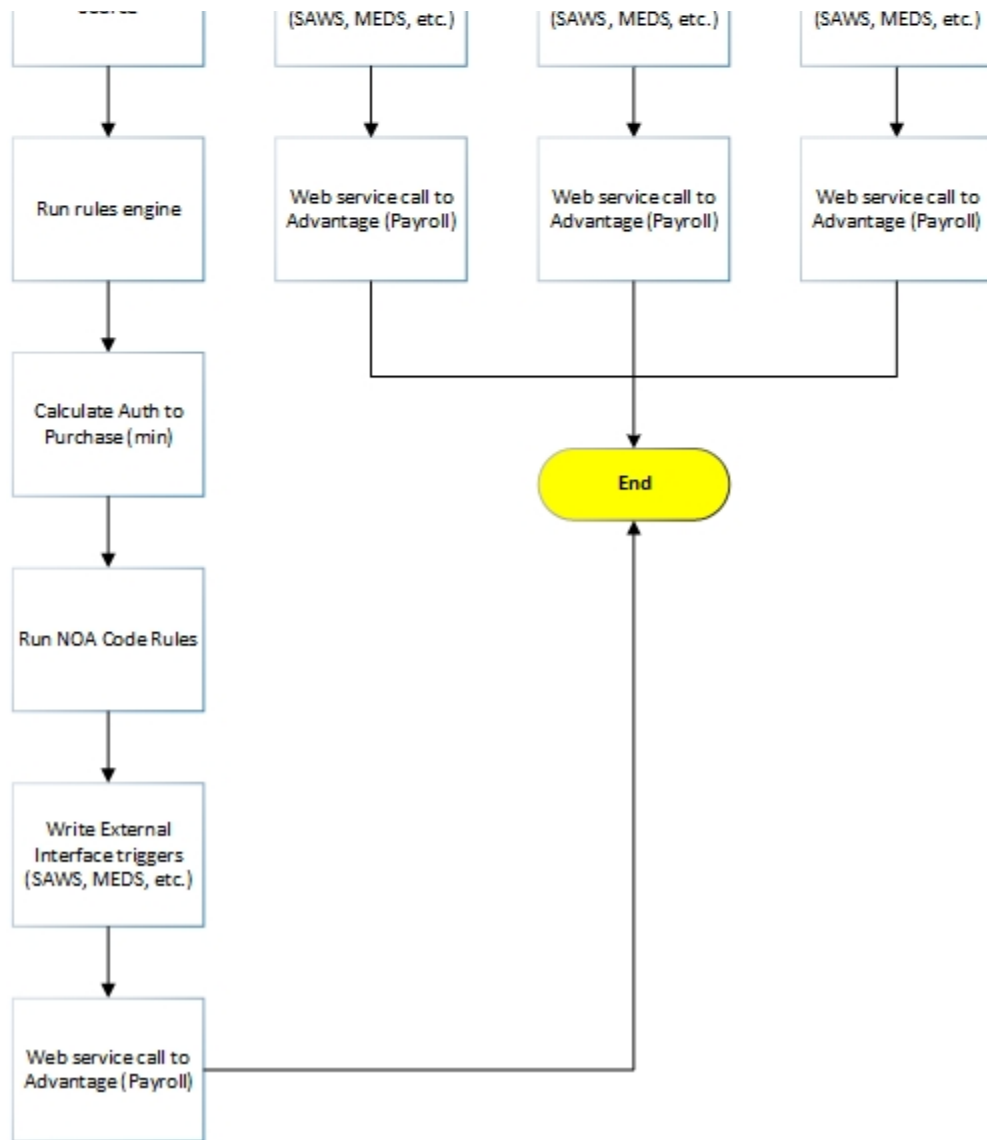 (SAWS, MEDS, etc.)
(SAWS, MEDS, etc.)
(SAWS, MEDS, etc.)
Run rules engine
Web service call to
Advantage (Payroll)
Web service call to
Advantage (Payroll)
Web service call to
Advantage (Payroll)
Calculate Auth to
Purchase (min)
End
Run NOA Code Rules
Write External
Interface triggers
(SAWS, MEDS, etc.)
Web service call to
Advantage (Payroll)